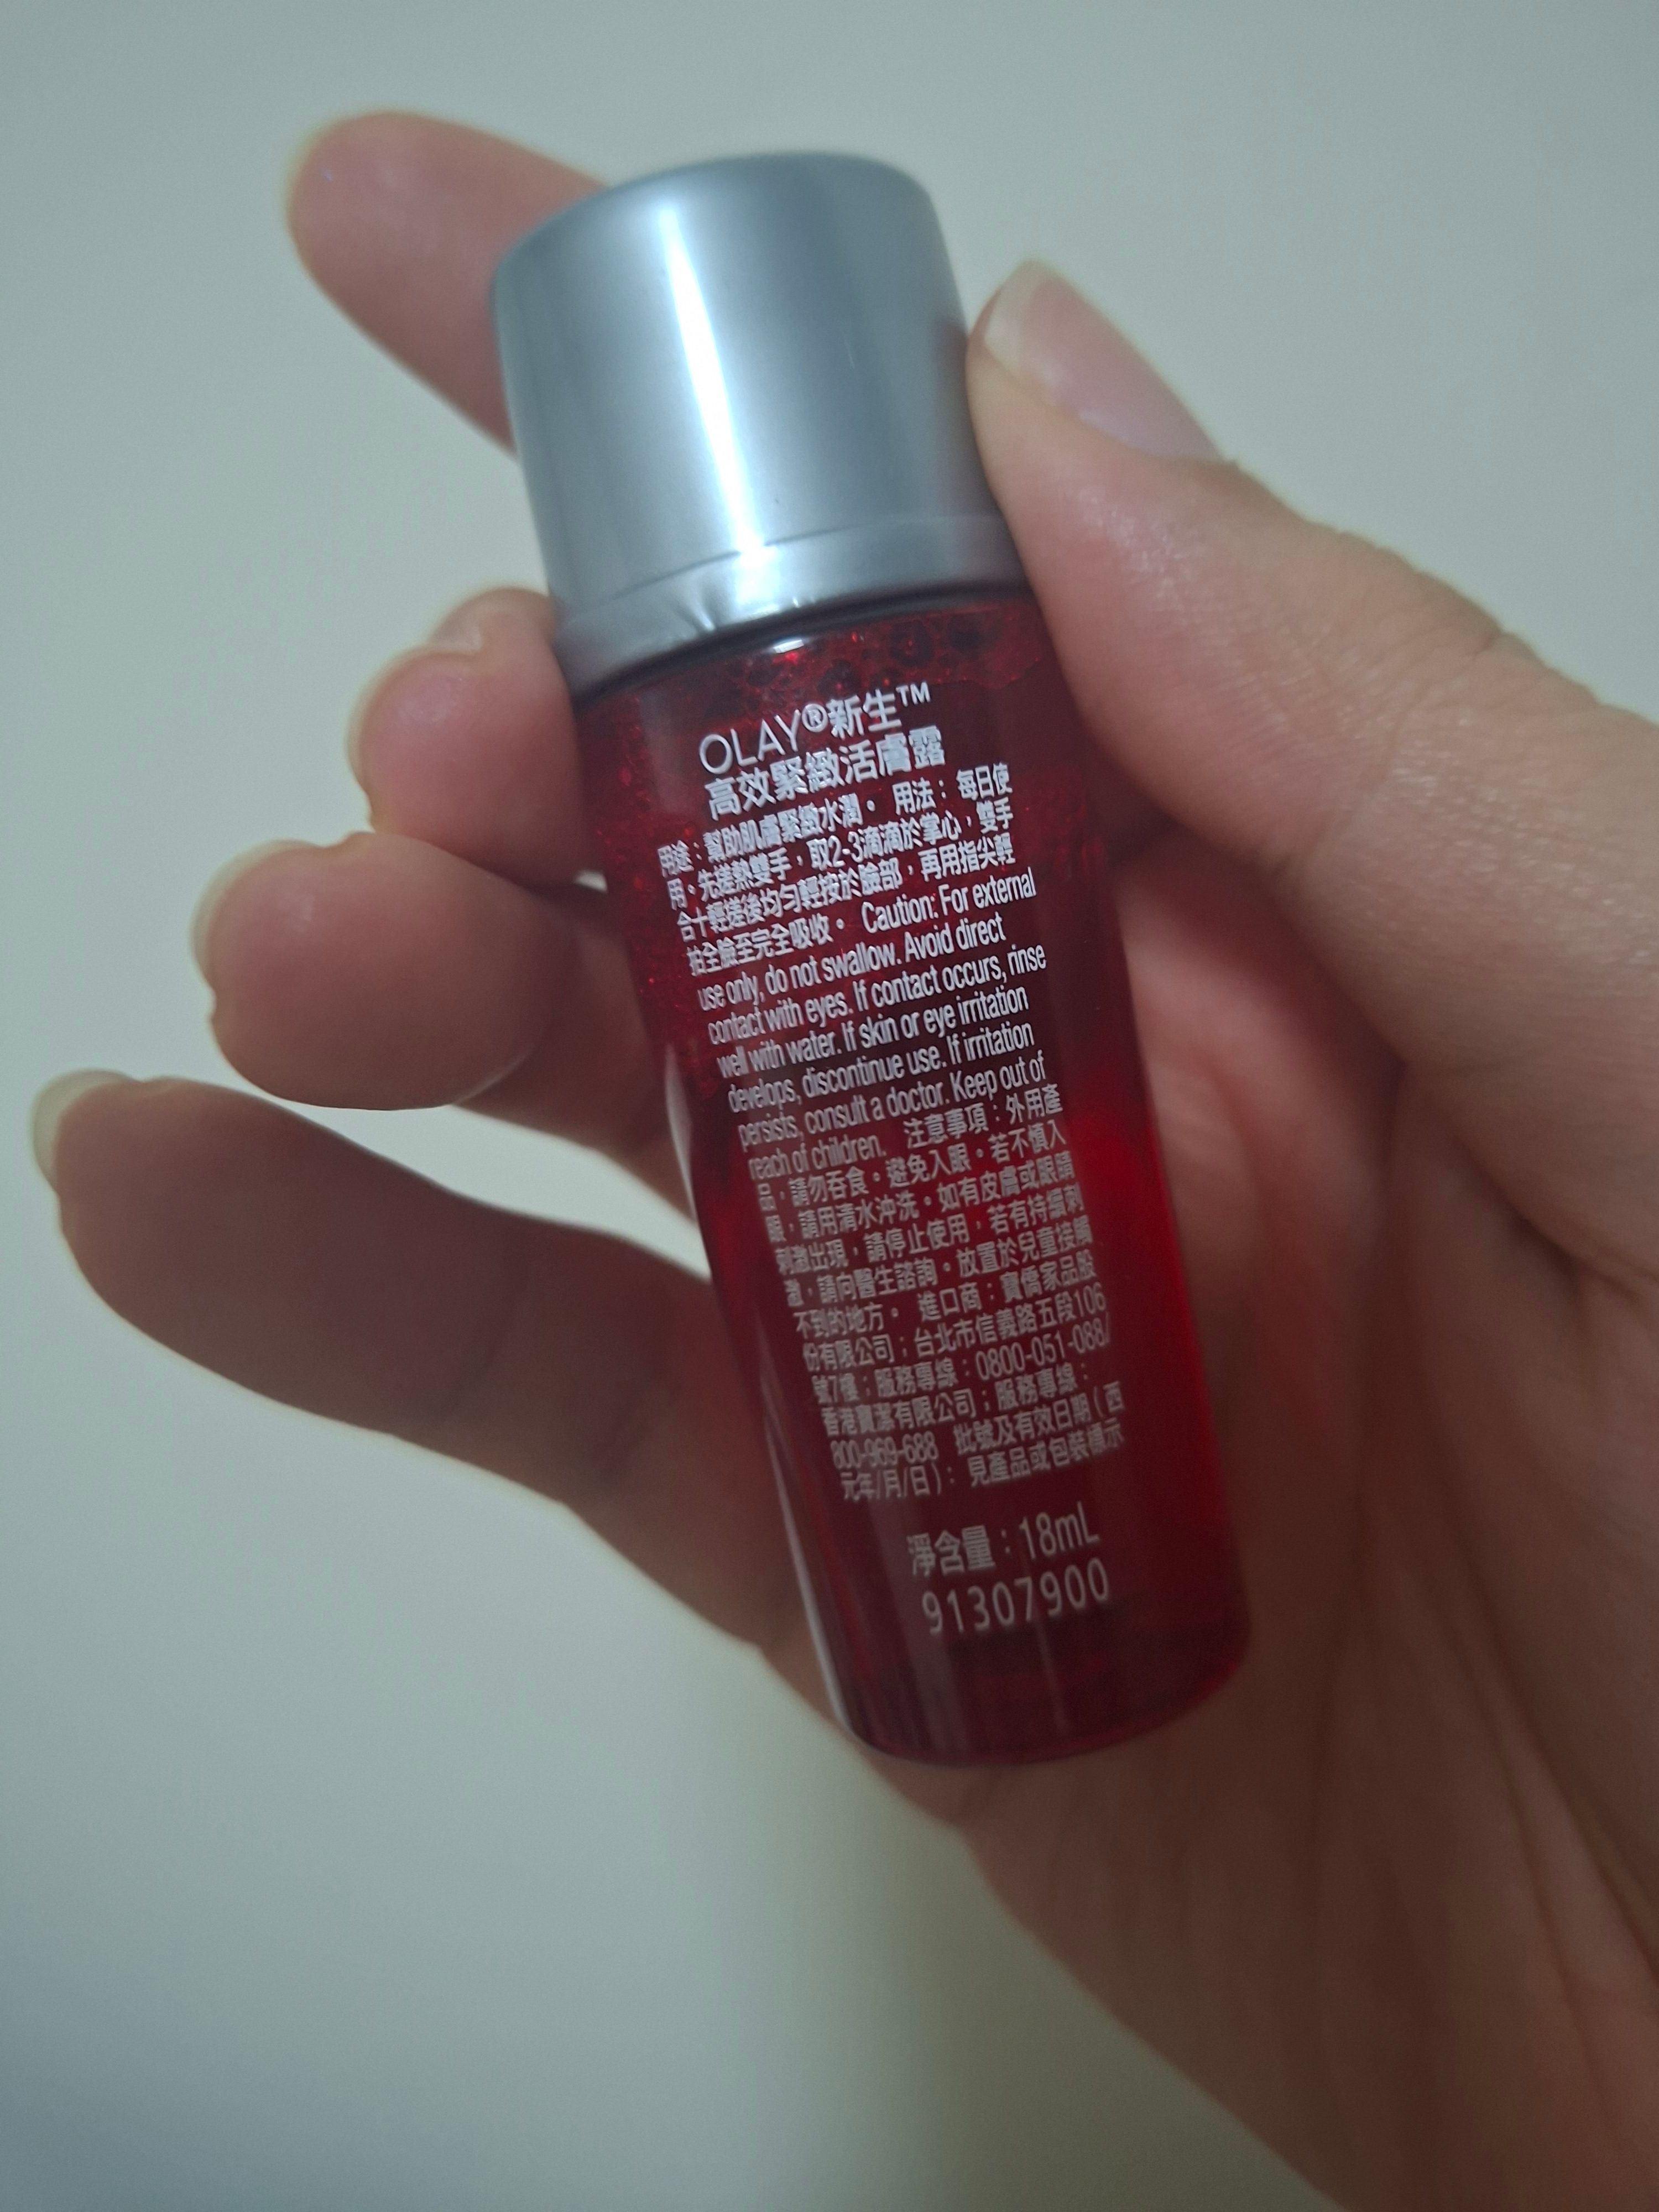 OLAY®新生™
高效緊緻活膚露
用途：幫助肌膚緊緻水潤。 用法：每日使
用。先搓熱雙手，取2-3滴滴於掌心，雙手
合十輕搓後均勻輕按於臉部，再用指尖輕
拍全臉至完全吸收。 Caution: For external
use only, do not swallow. Avoid direct
contact with eyes. If contact occurs, rinse
well with water. If skin or eye irritation
develops, discontinue use. If irritation
persists, consult a doctor. Keep out of
reach of children. 注意事項：外用產
品，請勿吞食。避免入眼。若不慎入
眼，請用清水沖洗。如有皮膚或眼睛
刺激出現，請停止使用，若有持續刺
激，請向醫生諮詢。放置於兒童接觸
不到的地方。 進口商：寶僑家品股
份有限公司；台北市信義路五段106
號7樓；服務專線：0800-051-088/
香港寶潔有限公司；服務專線：
800-969-688 批號及有效日期（西
元年/月/日）：見產品或包裝標示
淨含量：18mL
91307900